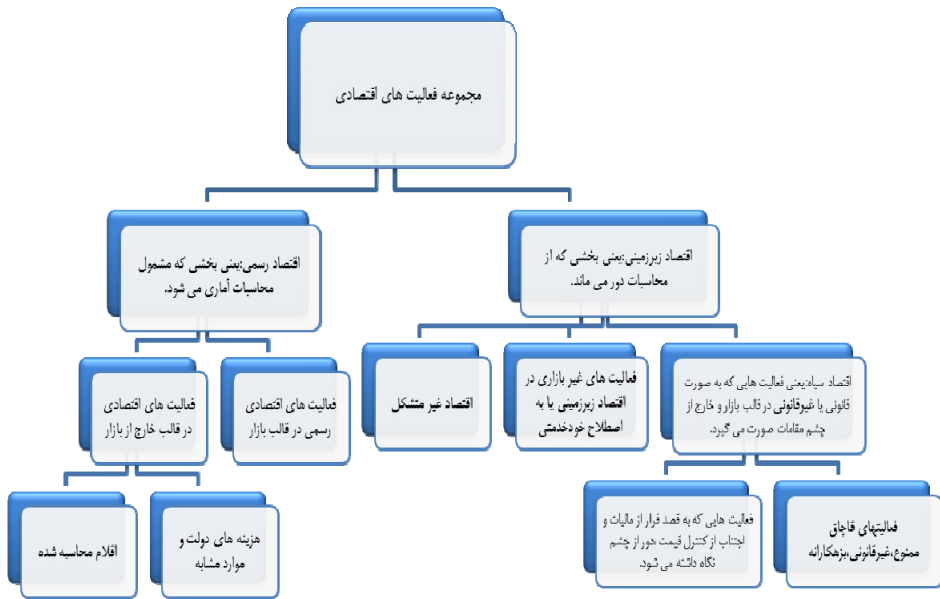 مجموعه فعالیت های اقتصادی
اقتصاد زیرزمینی:یعنی بخشی که از
محاسبات دور می ماند.
اقتصاد رسمی:یعنی بخشی که مشمول
محاسبات آماری می شود.
اقتصاد سیاه:یعنی فعالیت هایی که به صورت
قانونی یا غیرقانونی در قالب بازار و خارج از
چشم مقامات صورت می گیرد.
فعالیت های غیر بازاری در
اقتصاد زیرزمینی یا به
اصطلاح خودخدمتی
اقتصاد غیر متشکل
فعالیت های اقتصادی
رسمی در قالب بازار
فعالیت های اقتصادی
در قالب خارج از بازار
فعالیتهای قاچاق
ممنوع،غیرقانونی،بزهکارانه
فعالیت هایی که به قصد فرار از مالیات و
اجتناب از کنترل قیمت ،دور از چشم
نگاه داشته می شود.
هزینه های دولت و
موارد مشابه
اقلام محاسبه شده